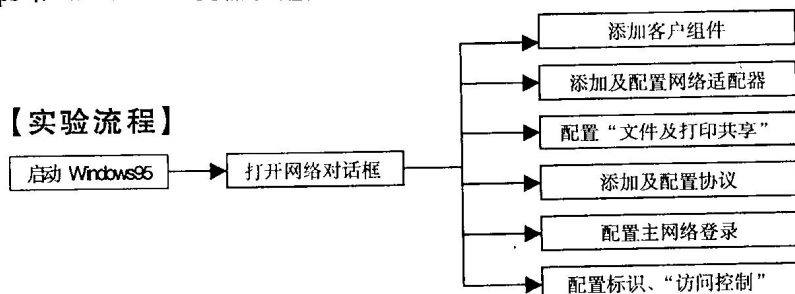 添加客户组件
添加及配置网络适配器
【实验流程】
配置“文件及打印共享”
启动 Windows95
打开网络对话框
添加及配置协议
配置主网络登录
配置标识、“访问控制”